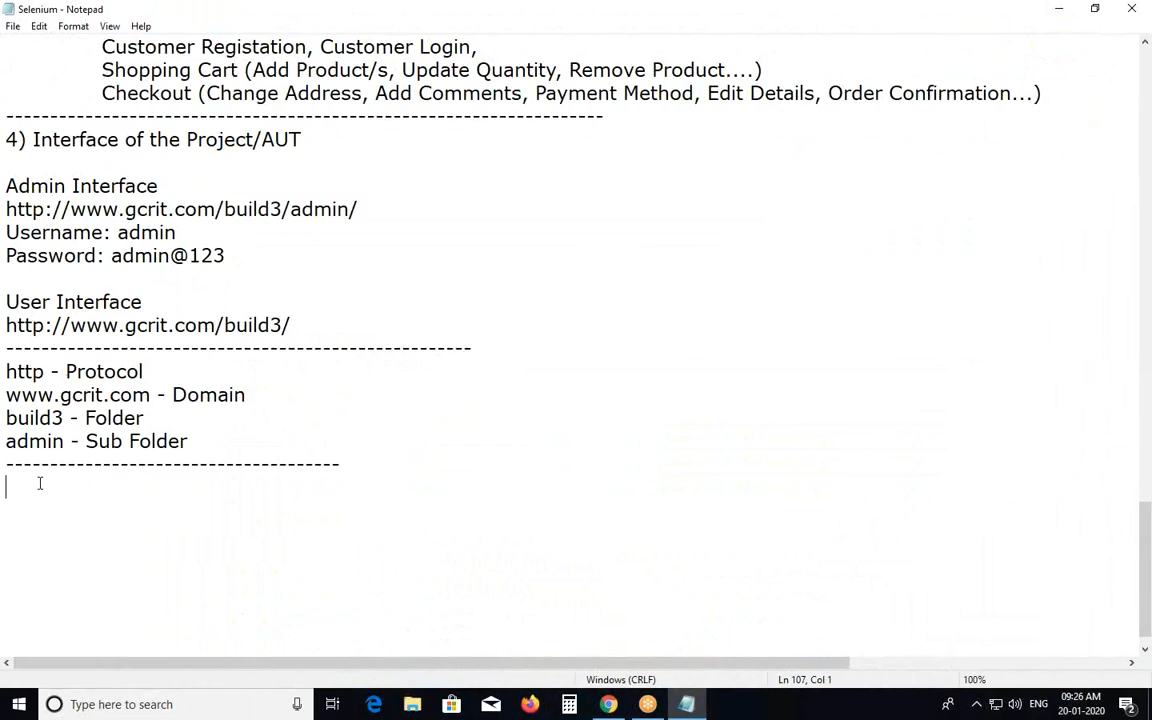 Selenium - Notepad
File Edit Format View Help
Customer Registation, Customer Login,
Shopping Cart (Add Product/s, Update Quantity, Remove Product....)
Checkout (Change Address, Add Comments, Payment Method, Edit Details, Order Confirmation...)
--------------------------------------------------------------------
4) Interface of the Project/AUT
Admin Interface
http://www.gcrit.com/build3/admin/
Username: admin
Password: admin@123
User Interface
http://www.gcrit.com/build3/
-----------------------------------------------------
http - Protocol
www.gcrit.com - Domain
build3 - Folder
admin - Sub Folder
--------------------------------------
Windows (CRLF) Ln 107, Col 1 100%
Type here to search
ENG
09:26 AM
20-01-2020
2